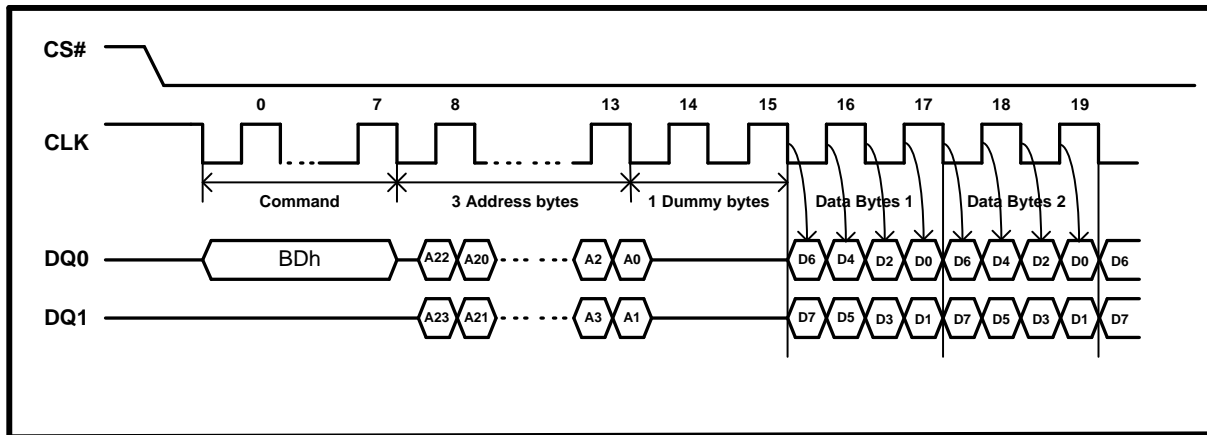 CS#
0 7 8 13 14 15 16 17 18 19
CLK
Command 3 Address bytes 1 Dummy bytes Data Bytes 1 Data Bytes 2
DQ0 BDh A22 A20 A2 A0 D6 D4 D2 D0 D6 D4 D2 D0 D6
DQ1 A23 A21 A3 A1 D7 D5 D3 D1 D7 D5 D3 D1 D7